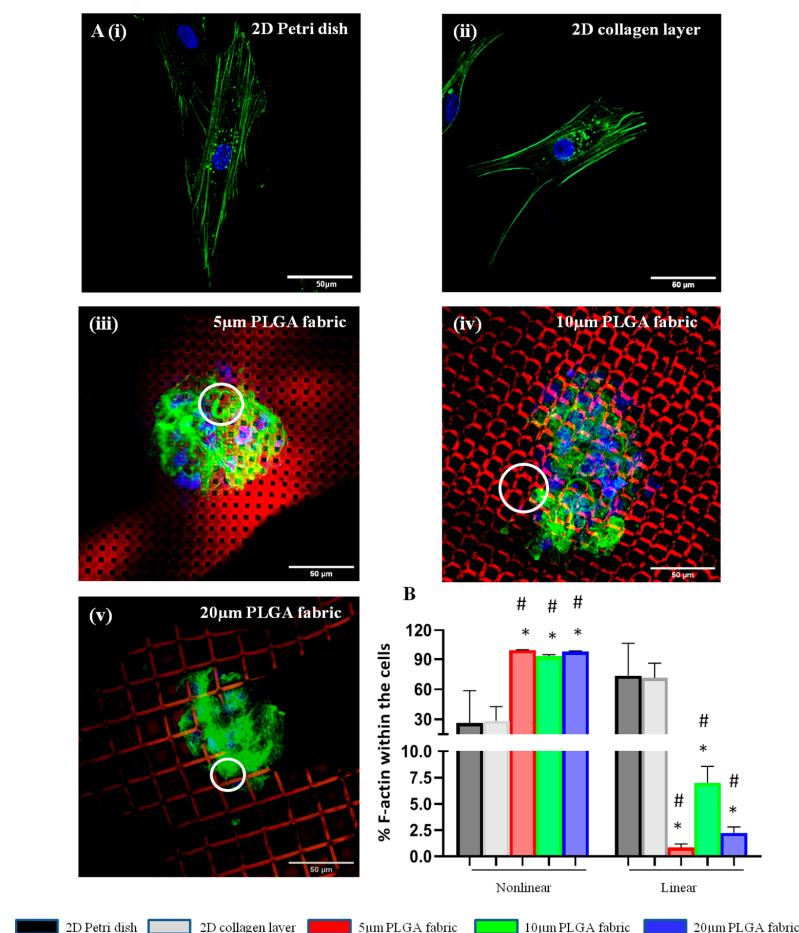 A (i) 2D Petri dish
(ii) 2D collagen layer
50µm
50µm
(iii) 5µm PLGA fabric
(iv) 10µm PLGA fabric
50 µm
50 µm
(v) 20µm PLGA fabric
50 µm
B
# # #
* * *
#
*
#
*
#
*
120
90
60
30
10.0
7.5
5.0
2.5
0.0
% F-actin within the cells
Nonlinear Linear
2D Petri dish 2D collagen layer 5µm PLGA fabric 10µm PLGA fabric 20µm PLGA fabric